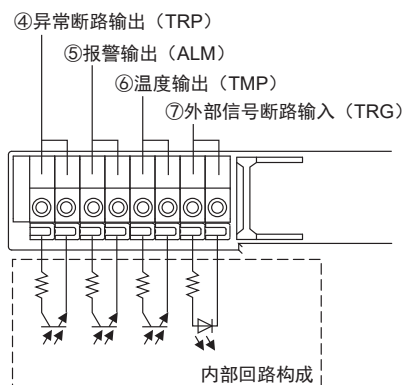 ④异常断路输出（TRP）
⑤报警输出（ALM）
⑥温度输出（TMP）
⑦外部信号断路输入（TRG）
内部回路构成